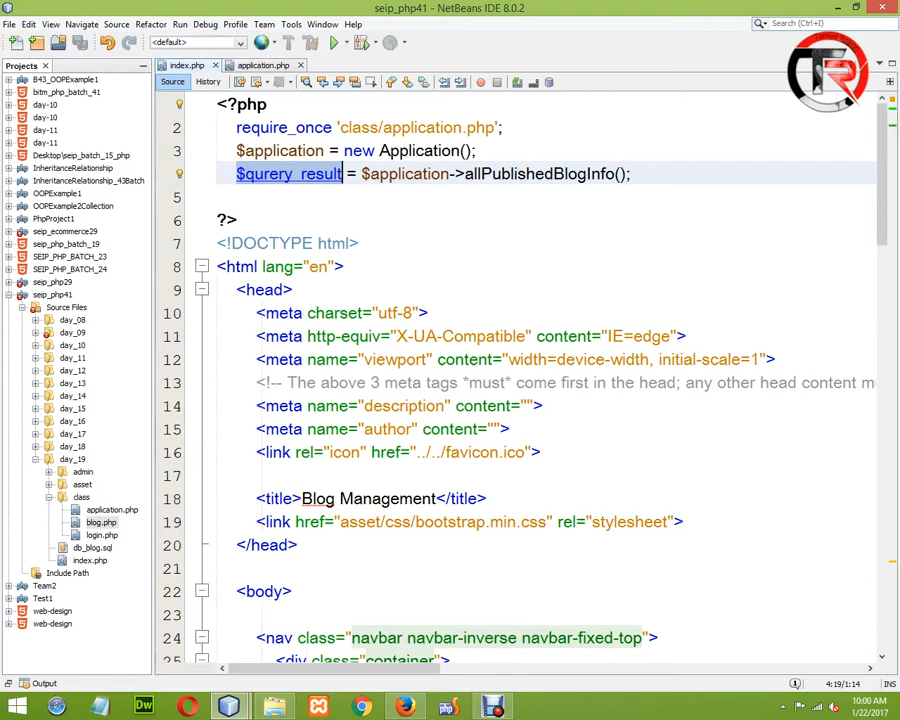 seip_php41 - NetBeans IDE 8.0.2
File Edit View Navigate Source Refactor Run Debug Profile Team Tools Window Help
Search (Ctrl+I)
<default>
Projects
index.php application.php
Source History
B43_OOPExample1
bitm_php_batch_41
day-10
day-10
day-11
day-11
Desktop\seip_batch_15_php
InheritanceRelationship
InheritanceRelationship_43Batch
OOPExample1
OOPExample2Collection
PhpProject1
seip_ecommerce29
seip_php_batch_19
SEIP_PHP_BATCH_23
SEIP_PHP_BATCH_24
seip_php29
seip_php41
Source Files
day_08
day_09
day_10
day_11
day_12
day_13
day_14
day_15
day_16
day_17
day_18
day_19
admin
asset
class
application.php
blog.php
login.php
db_blog.sql
index.php
Include Path
Team2
Test1
web-design
web-design
<?php
2 require_once 'class/application.php';
3 $application = new Application();
$qurery_result = $application->allPublishedBlogInfo();
5
6 ?>
7 <!DOCTYPE html>
8 <html lang="en">
9 <head>
10 <meta charset="utf-8">
11 <meta http-equiv="X-UA-Compatible" content="IE=edge">
12 <meta name="viewport" content="width=device-width, initial-scale=1">
13 <!-- The above 3 meta tags *must* come first in the head; any other head content m
14 <meta name="description" content="">
15 <meta name="author" content="">
16 <link rel="icon" href="../../favicon.ico">
17
18 <title>Blog Management</title>
19 <link href="asset/css/bootstrap.min.css" rel="stylesheet">
20 </head>
21
22 <body>
23
24 <nav class="navbar navbar-inverse navbar-fixed-top">
25 <div class="container">
Output
4:19/1:14 INS
Dw
10:00 AM
1/22/2017